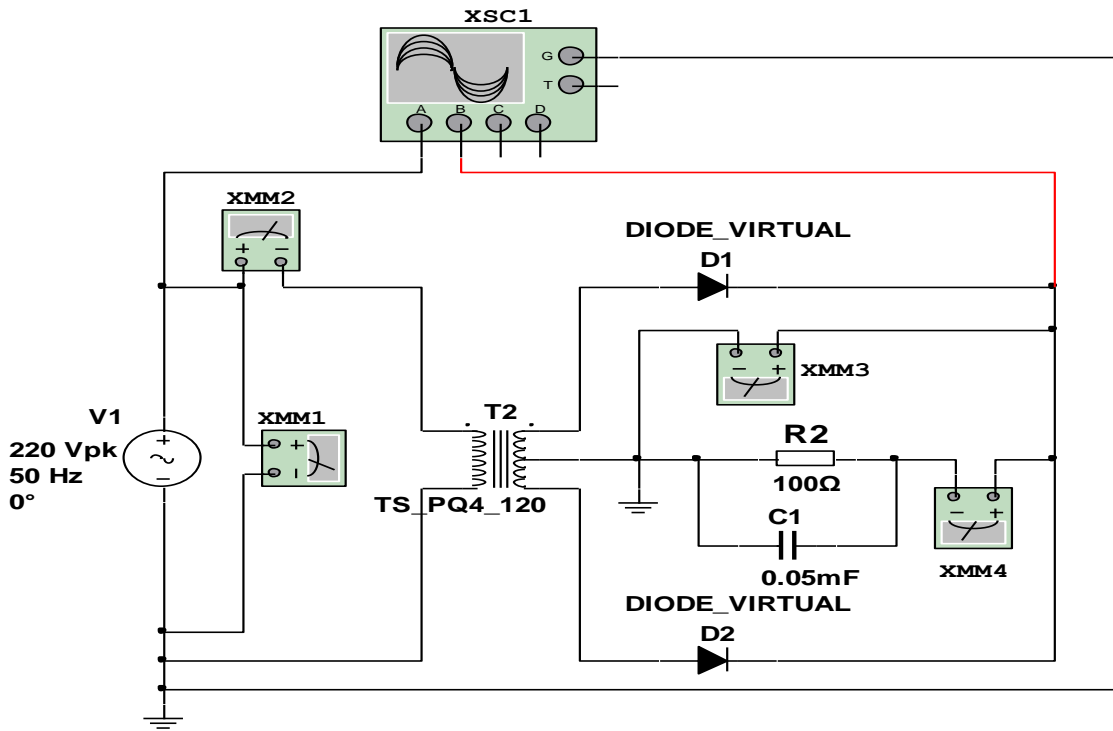 XSC1
G
T
A B C D
XMM2
+ −
DIODE_VIRTUAL
D1
− +
XMM3
V1
220 Vpk
50 Hz
0°
+
−
XMM1
+
−
T2
TS_PQ4_120
R2
100Ω
C1
0.05mF
− +
XMM4
DIODE_VIRTUAL
D2